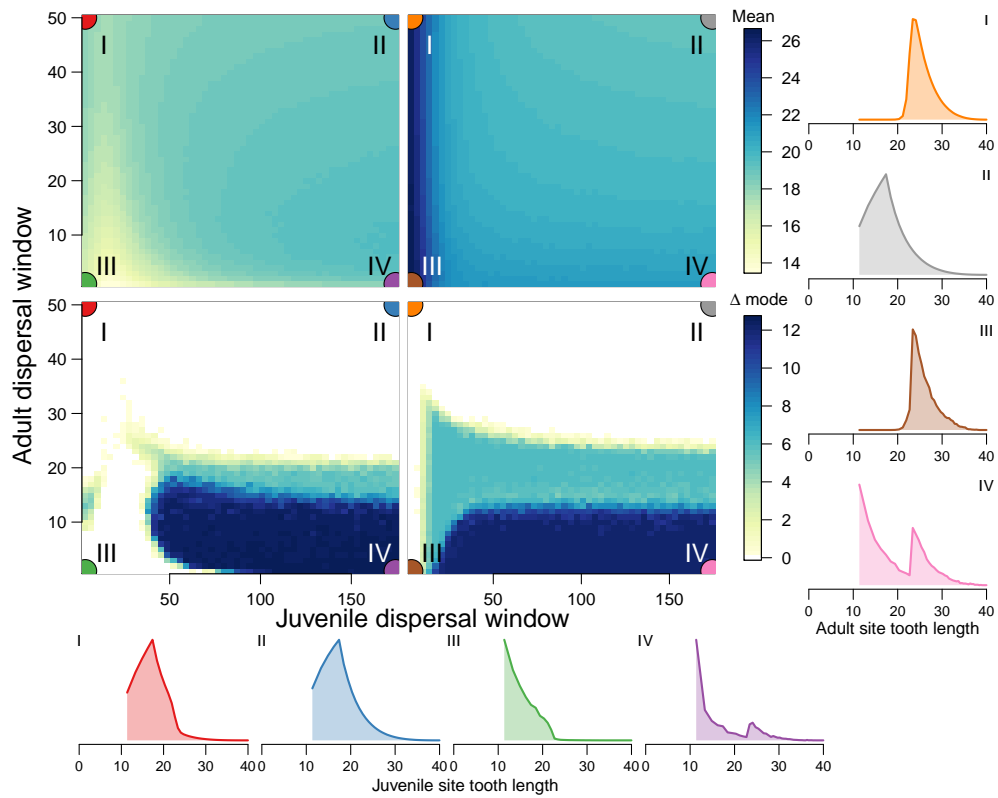 Mean
50
40
30
20
10
I
II
III
IV
I
II
III
IV
26
24
22
20
18
16
14
I
0 10 20 30 40
II
0 10 20 30 40
Adult dispersal window
Δ mode
50
40
30
20
10
I
II
III
IV
I
II
III
IV
12
10
8
6
4
2
0
III
0 10 20 30 40
IV
0 10 20 30 40
Adult site tooth length
50 100 150
50 100 150
Juvenile dispersal window
I
II
III
IV
0 10 20 30 40
0 10 20 30 40
0 10 20 30 40
0 10 20 30 40
Juvenile site tooth length